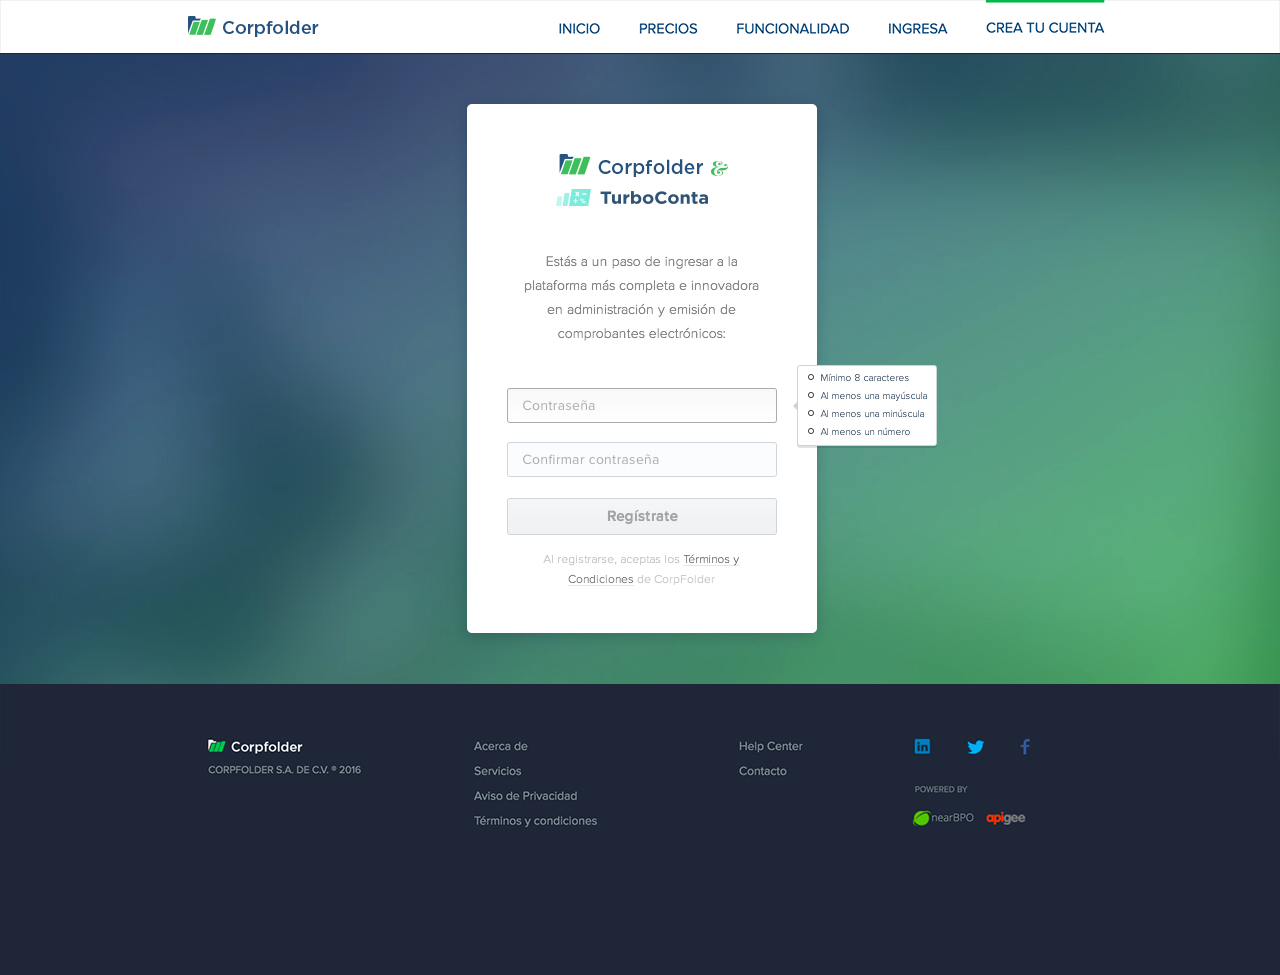 Corpfolder
INICIO
PRECIOS
FUNCIONALIDAD
INGRESA
CREA TU CUENTA
Corpfolder &
TurboConta
Estás a un paso de ingresar a la
plataforma más completa e innovadora
en administración y emisión de
comprobantes electrónicos:
Contraseña
Mínimo 8 caracteres
Al menos una mayúscula
Al menos una minúscula
Al menos un número
Confirmar contraseña
Regístrate
Al registrarse, aceptas los Términos y
Condiciones de CorpFolder
Corpfolder
CORPFOLDER S.A. DE C.V. ® 2016
Acerca de
Servicios
Aviso de Privacidad
Términos y condiciones
Help Center
Contacto
POWERED BY
nearBPO
apigee